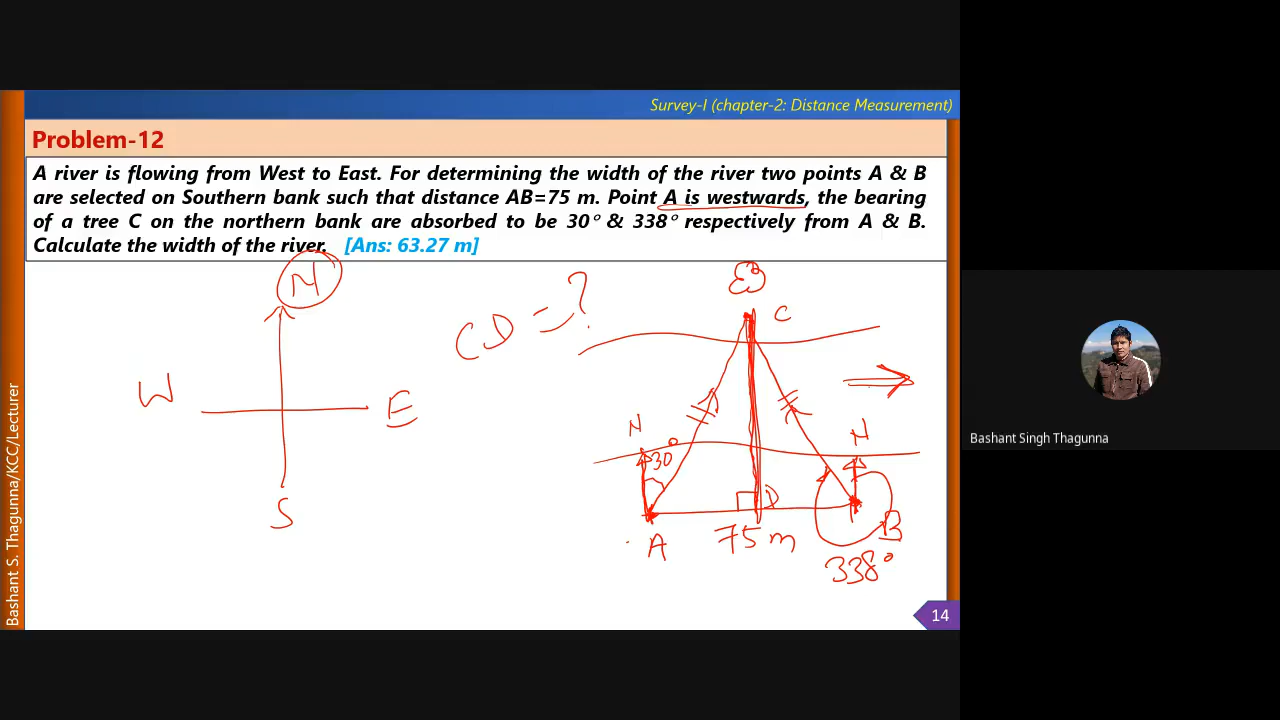 Survey-I (chapter-2: Distance Measurement)
Problem-12
A river is flowing from West to East. For determining the width of the river two points A & B
are selected on Southern bank such that distance AB=75 m. Point A is westwards, the bearing
of a tree C on the northern bank are absorbed to be 30° & 338° respectively from A & B.
Calculate the width of the river. [Ans: 63.27 m]
N
W
E
S
CD = ?
C
N
30°
N
A
D
75 m
B
338°
14
Bashant S. Thagunna/KCC/Lecturer
Bashant Singh Thagunna